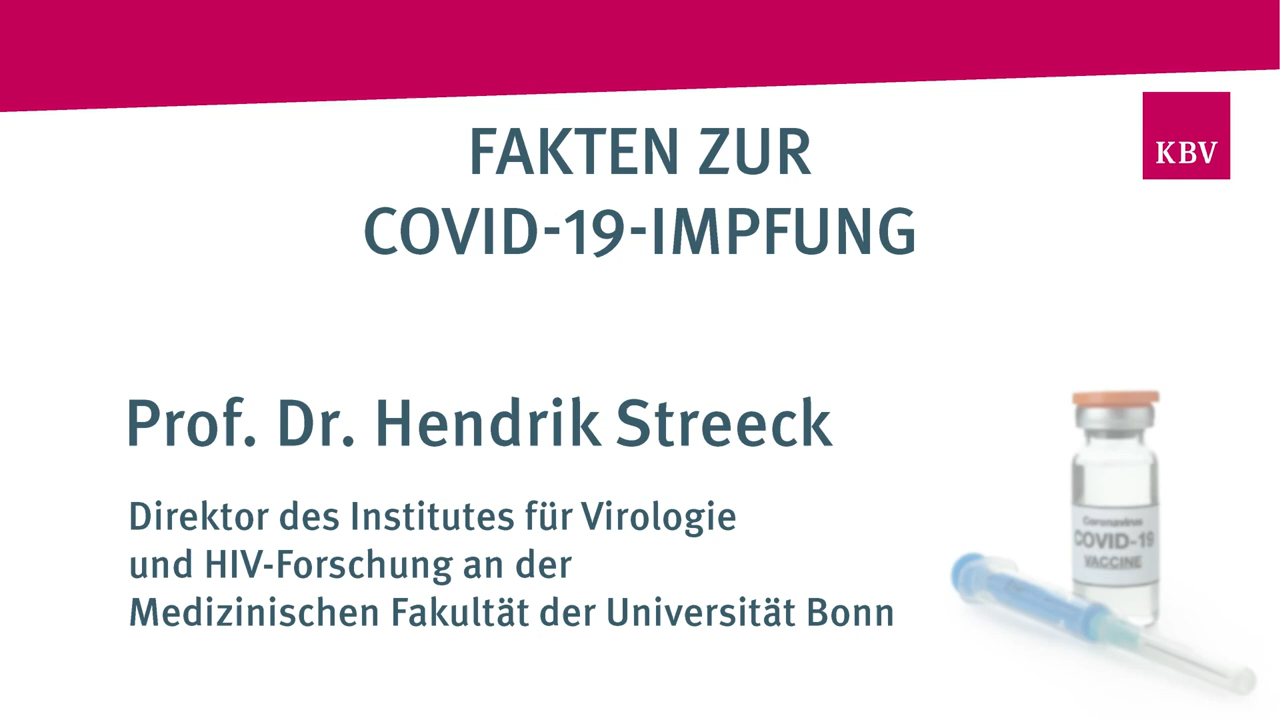 FAKTEN ZUR
COVID-19-IMPFUNG
KBV
Prof. Dr. Hendrik Streeck
Direktor des Institutes für Virologie
und HIV-Forschung an der
Medizinischen Fakultät der Universität Bonn
Coronavirus
COVID-19
VACCINE